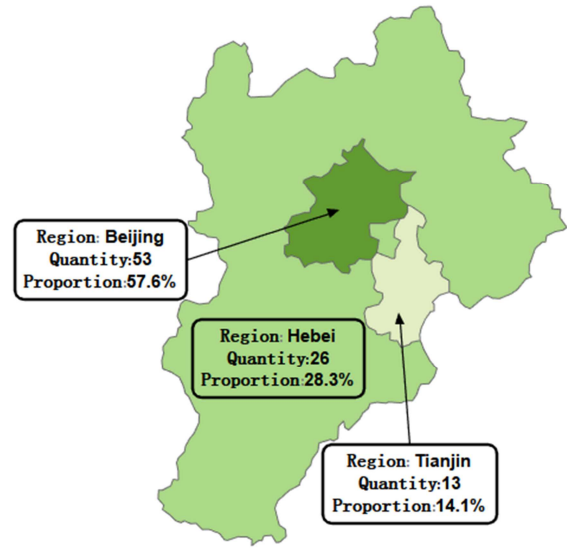 Region: Beijing
Quantity:53
Proportion:57.6%
Region: Hebei
Quantity:26
Proportion:28.3%
Region: Tianjin
Quantity:13
Proportion:14.1%